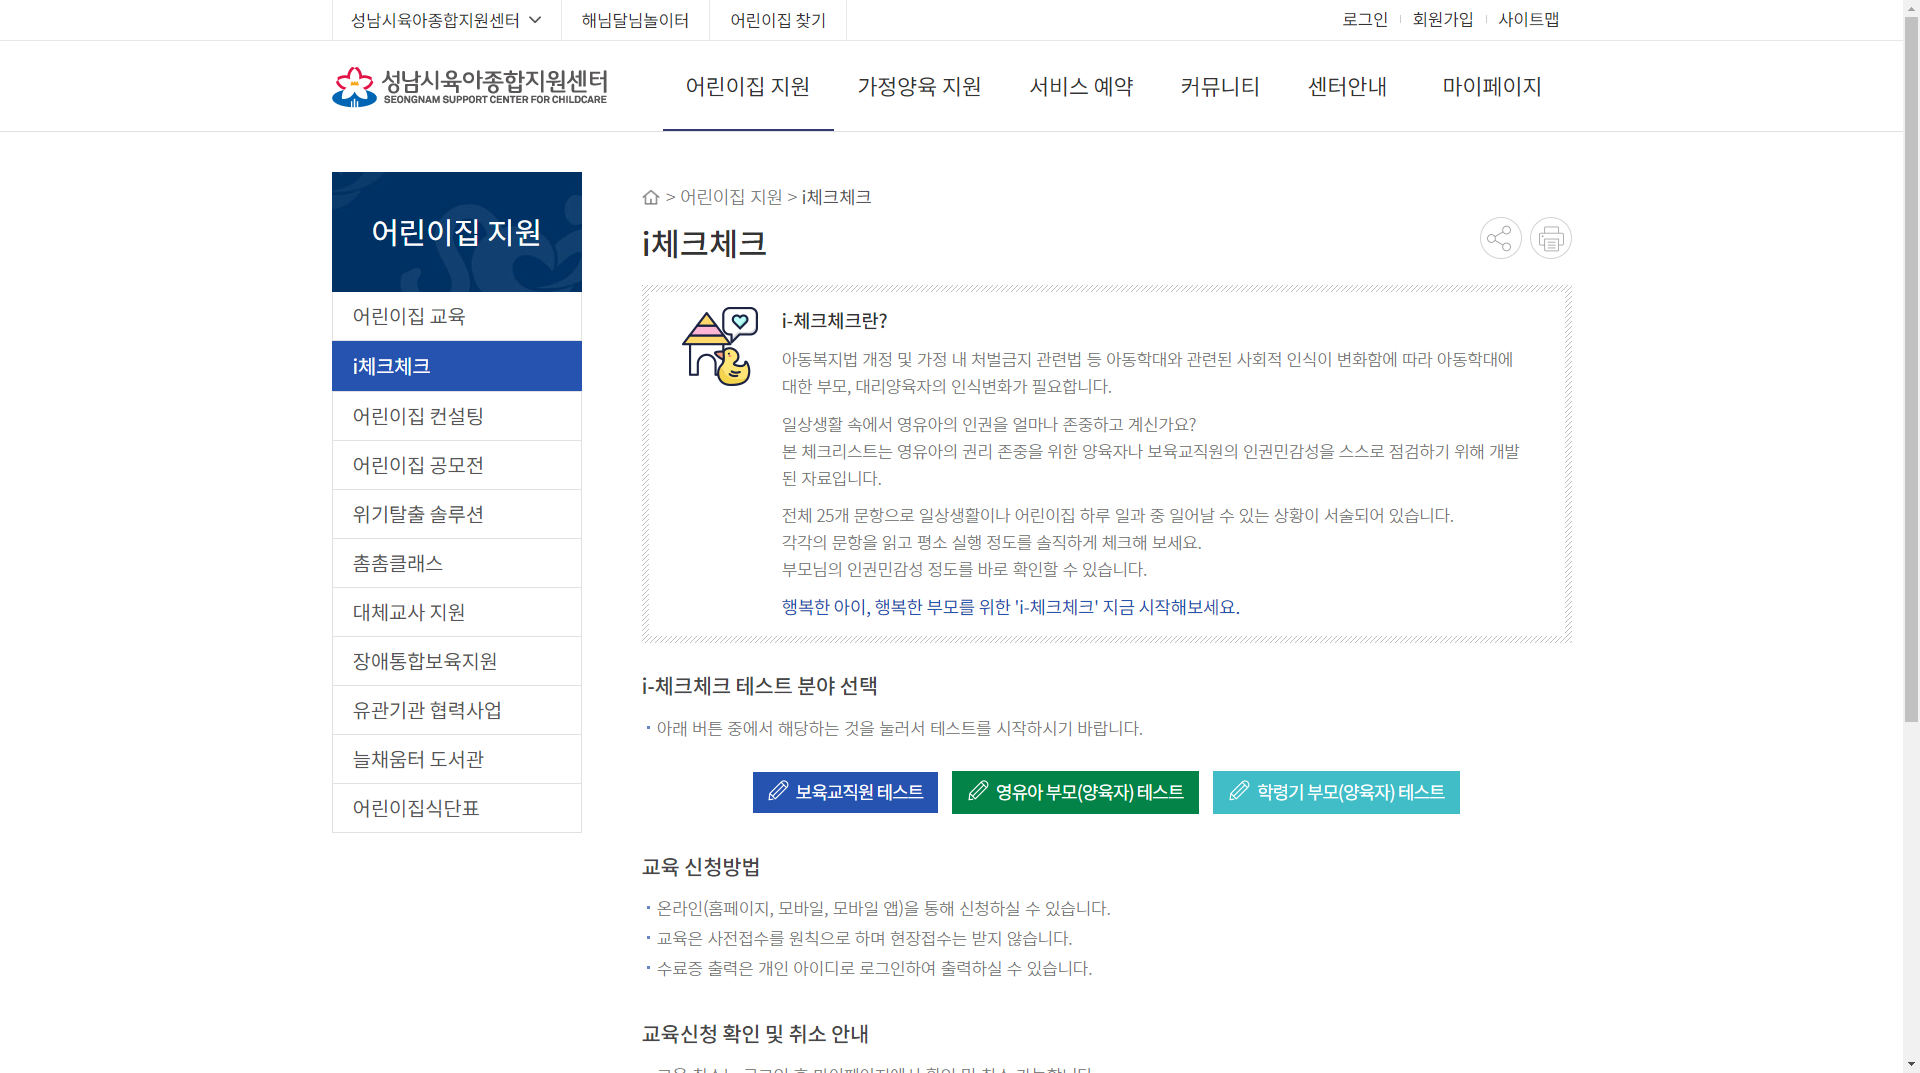 성남시육아종합지원센터
해님달님놀이터
어린이집 찾기
로그인
회원가입
사이트맵
성남시육아종합지원센터
SEONGNAM SUPPORT CENTER FOR CHILDCARE
어린이집 지원
가정양육 지원
서비스 예약
커뮤니티
센터안내
마이페이지
어린이집 지원
어린이집 교육
i체크체크
어린이집 컨설팅
어린이집 공모전
위기탈출 솔루션
촘촘클래스
대체교사 지원
장애통합보육지원
유관기관 협력사업
늘채움터 도서관
어린이집식단표
> 어린이집 지원 > i체크체크
i체크체크
i-체크체크란?
아동복지법 개정 및 가정 내 처벌금지 관련법 등 아동학대와 관련된 사회적 인식이 변화함에 따라 아동학대에
대한 부모, 대리양육자의 인식변화가 필요합니다.
일상생활 속에서 영유아의 인권을 얼마나 존중하고 계신가요?
본 체크리스트는 영유아의 권리 존중을 위한 양육자나 보육교직원의 인권민감성을 스스로 점검하기 위해 개발
된 자료입니다.
전체 25개 문항으로 일상생활이나 어린이집 하루 일과 중 일어날 수 있는 상황이 서술되어 있습니다.
각각의 문항을 읽고 평소 실행 정도를 솔직하게 체크해 보세요.
부모님의 인권민감성 정도를 바로 확인할 수 있습니다.
행복한 아이, 행복한 부모를 위한 'i-체크체크' 지금 시작해보세요.
i-체크체크 테스트 분야 선택
아래 버튼 중에서 해당하는 것을 눌러서 테스트를 시작하시기 바랍니다.
보육교직원 테스트
영유아 부모(양육자) 테스트
학령기 부모(양육자) 테스트
교육 신청방법
온라인(홈페이지, 모바일, 모바일 앱)을 통해 신청하실 수 있습니다.
교육은 사전접수를 원칙으로 하며 현장접수는 받지 않습니다.
수료증 출력은 개인 아이디로 로그인하여 출력하실 수 있습니다.
교육신청 확인 및 취소 안내